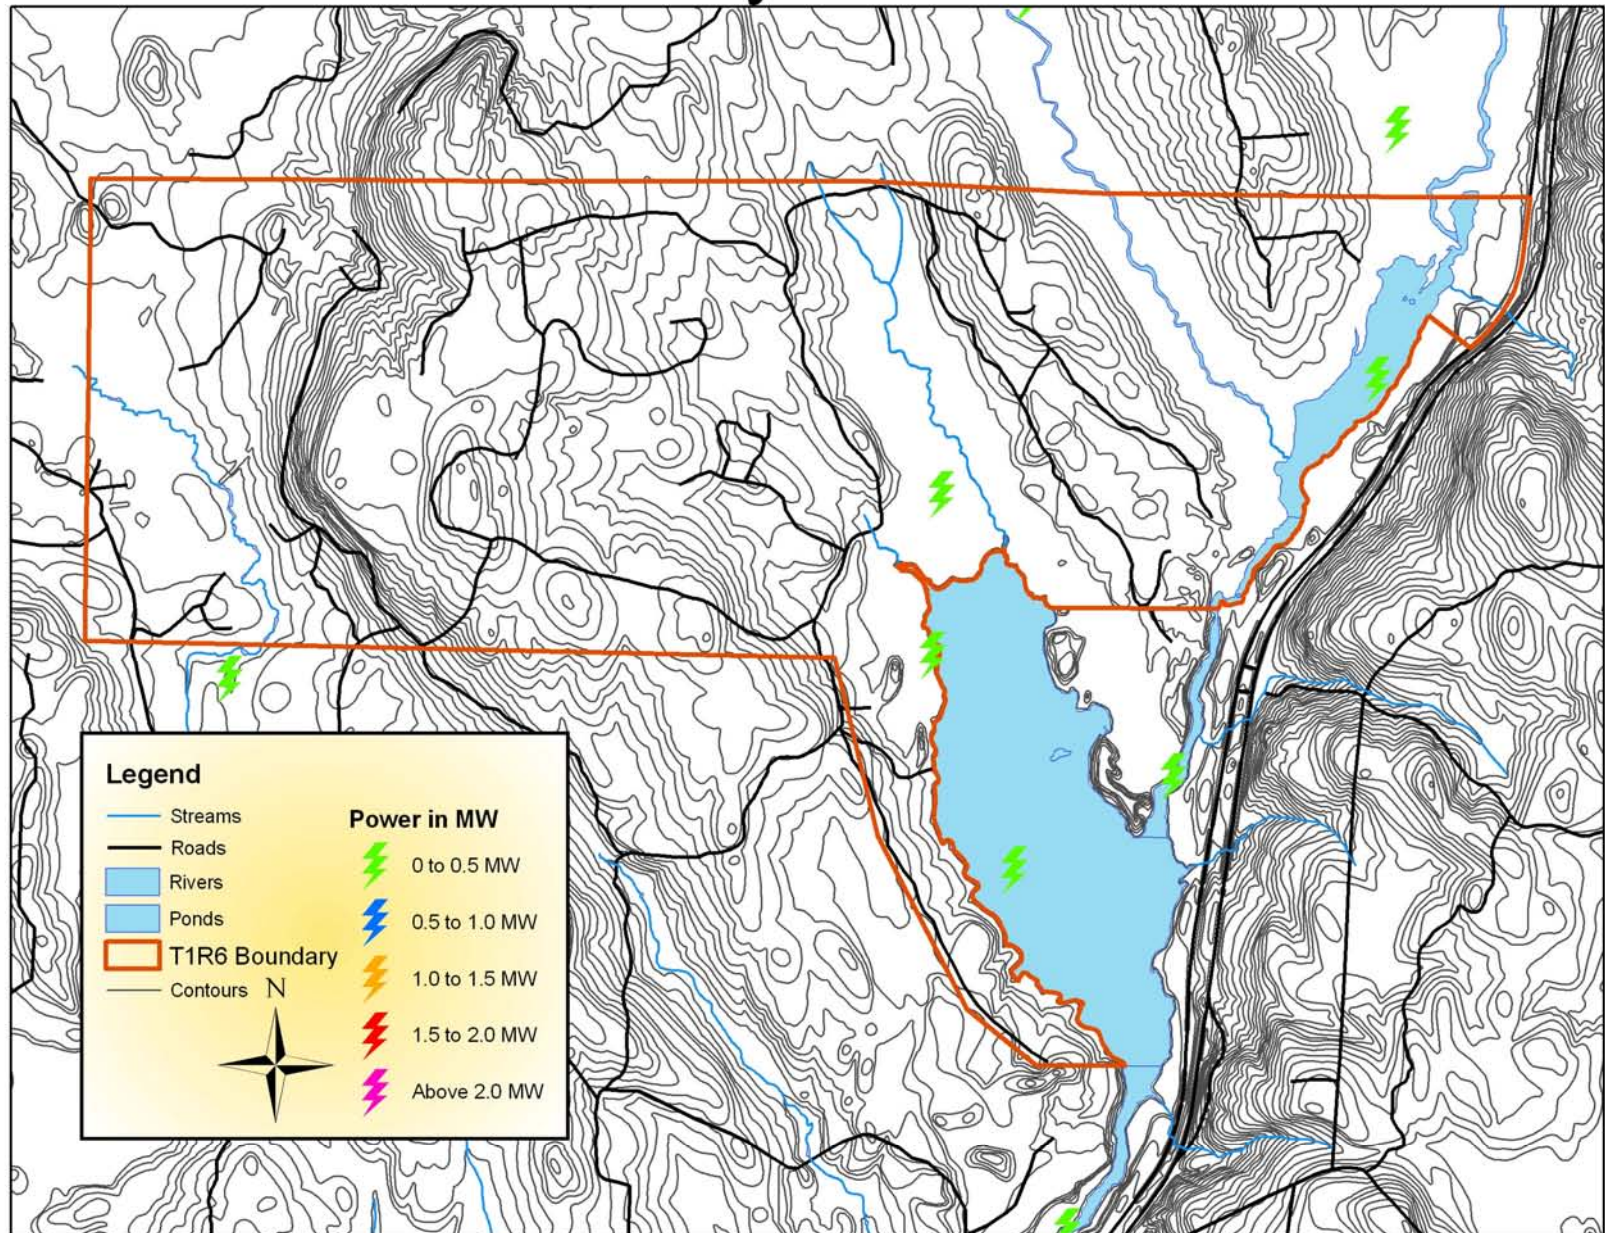 Legend
Streams
Roads
Rivers
Ponds
T1R6 Boundary
Contours
N
Power in MW
0 to 0.5 MW
0.5 to 1.0 MW
1.0 to 1.5 MW
1.5 to 2.0 MW
Above 2.0 MW